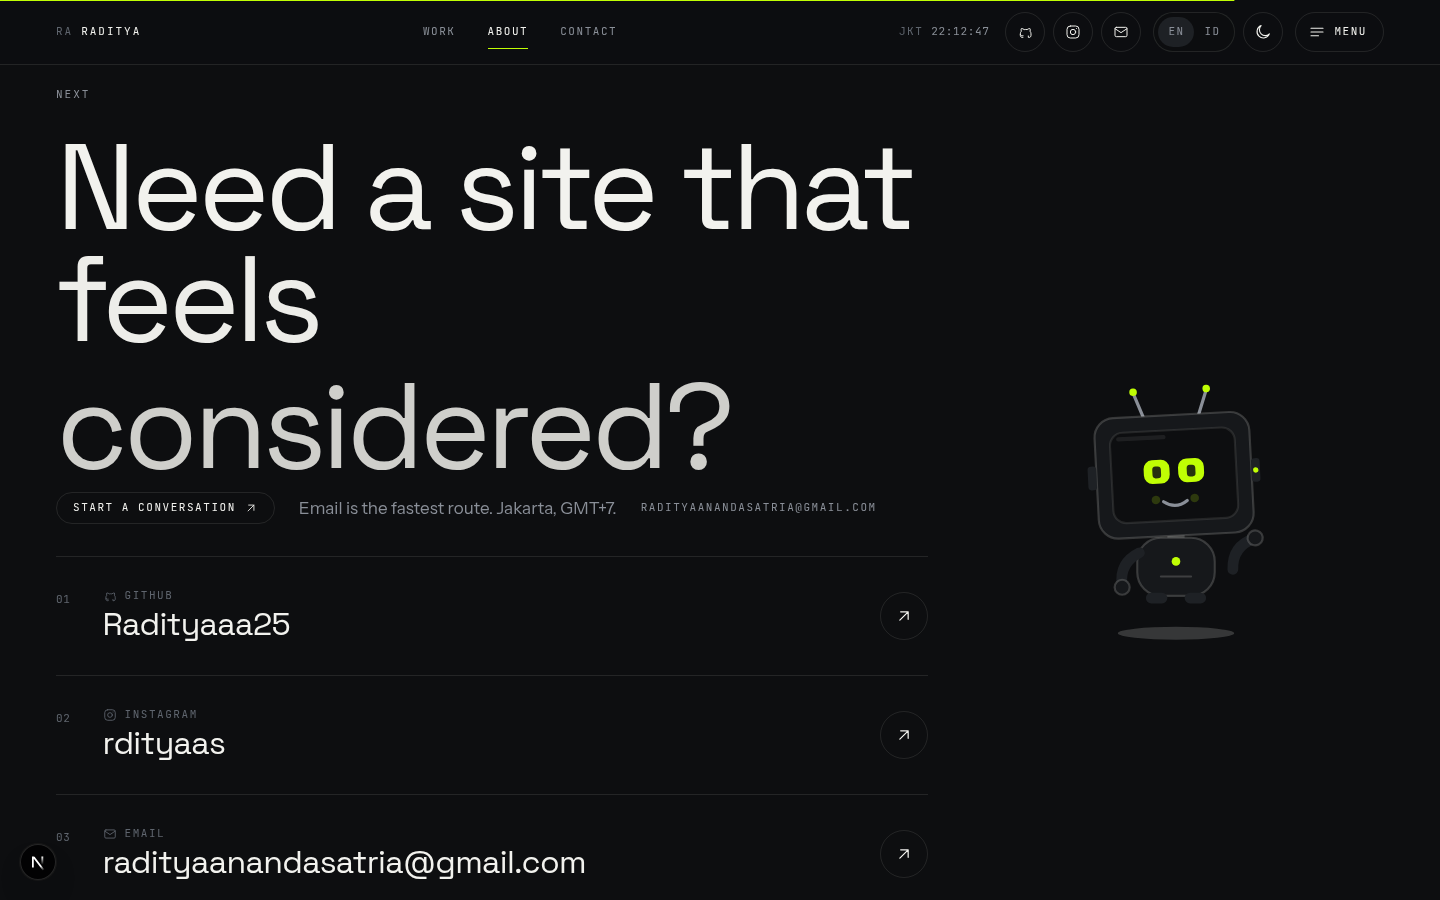 RA RADITYA
WORK ABOUT CONTACT
JKT 22:12:47
EN ID
MENU
NEXT
Need a site that
feels
considered?
START A CONVERSATION
Email is the fastest route. Jakarta, GMT+7.
RADITYAANANDASATRIA@GMAIL.COM
01
GITHUB
Radityaaa25
02
INSTAGRAM
rdityaas
03
EMAIL
radityaanandasatria@gmail.com
N